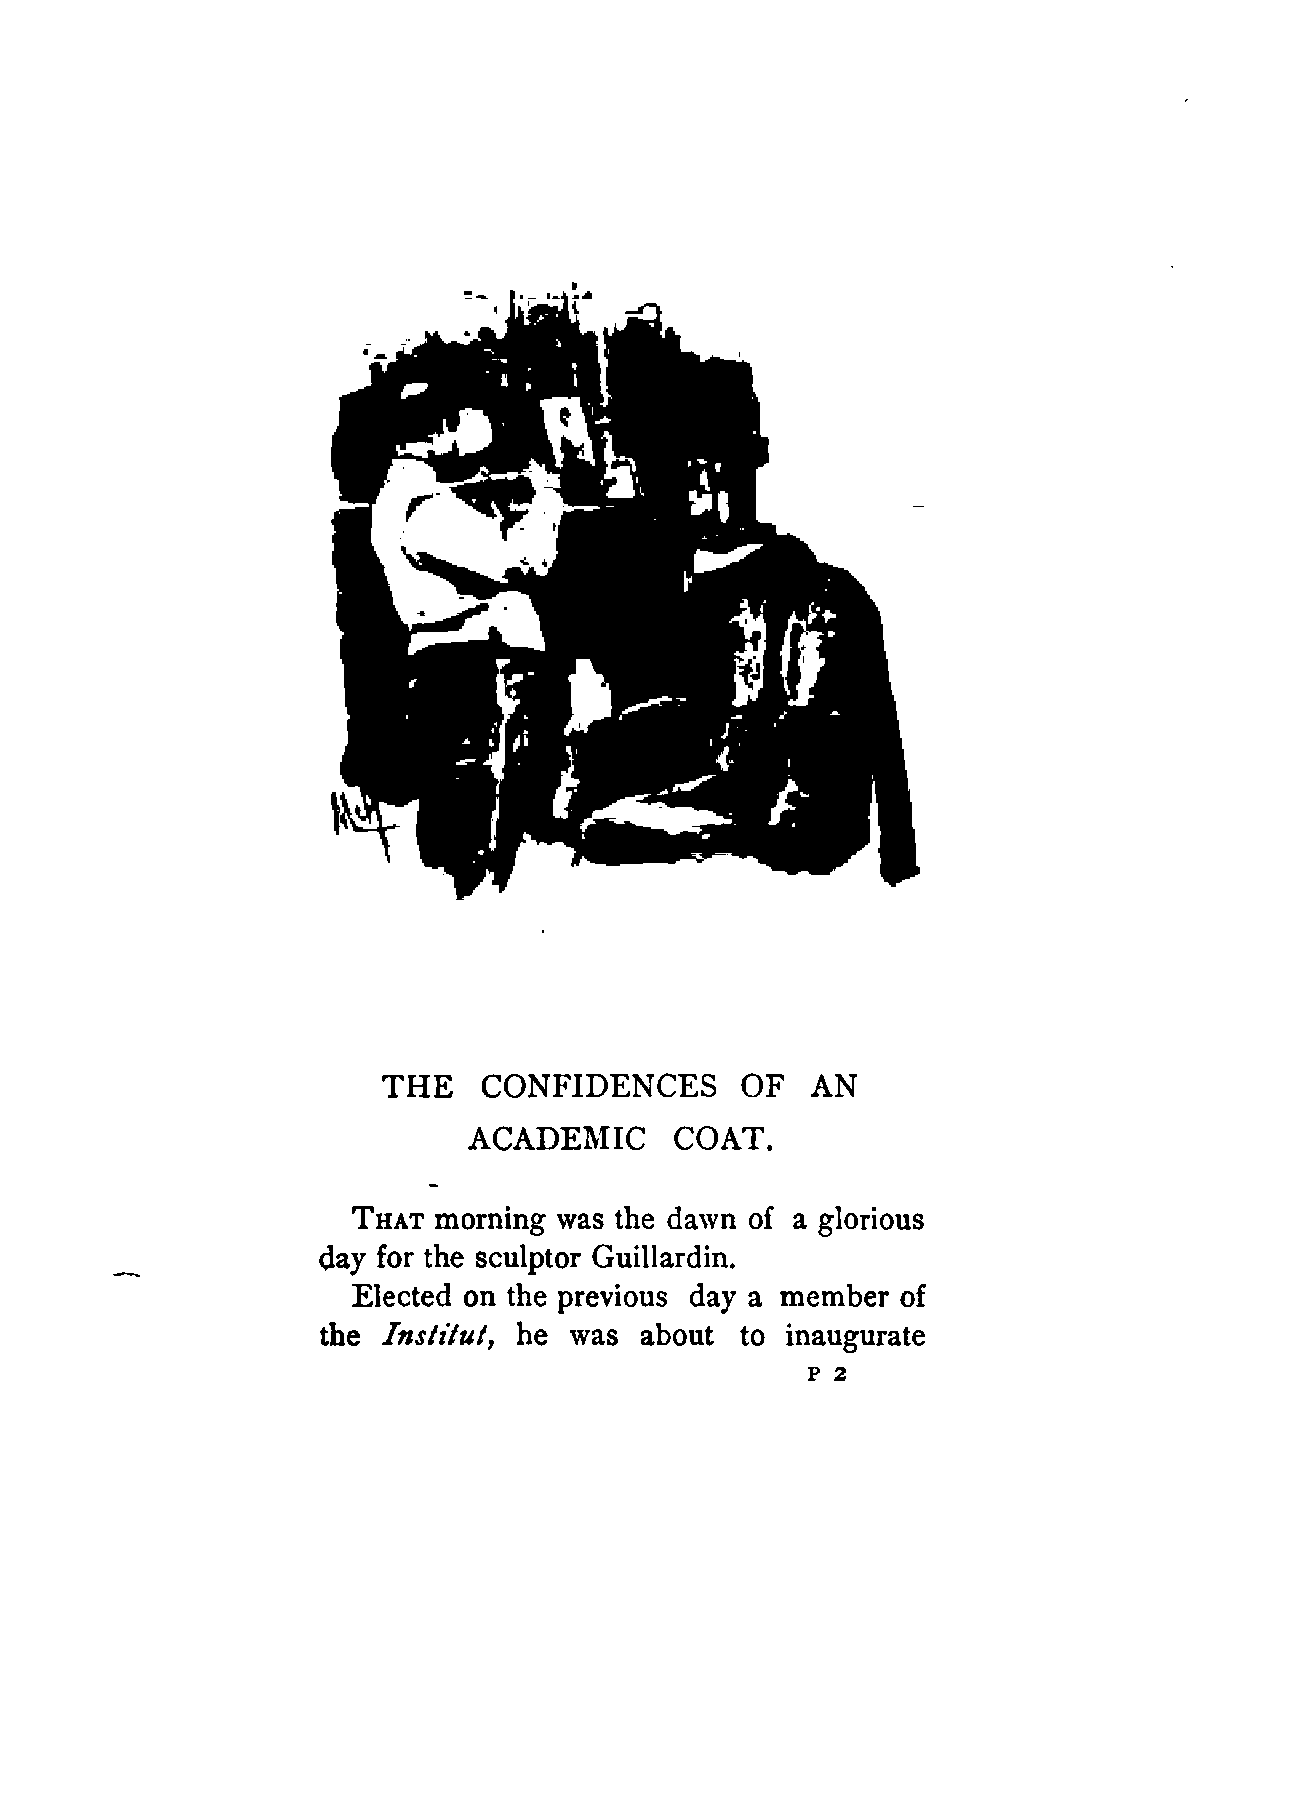 THE CONFIDENCES OF AN
ACADEMIC COAT.
THAT morning was the dawn of a glorious
day for the sculptor Guillardin.
Elected on the previous day a member of
the Institut, he was about to inaugurate
P 2